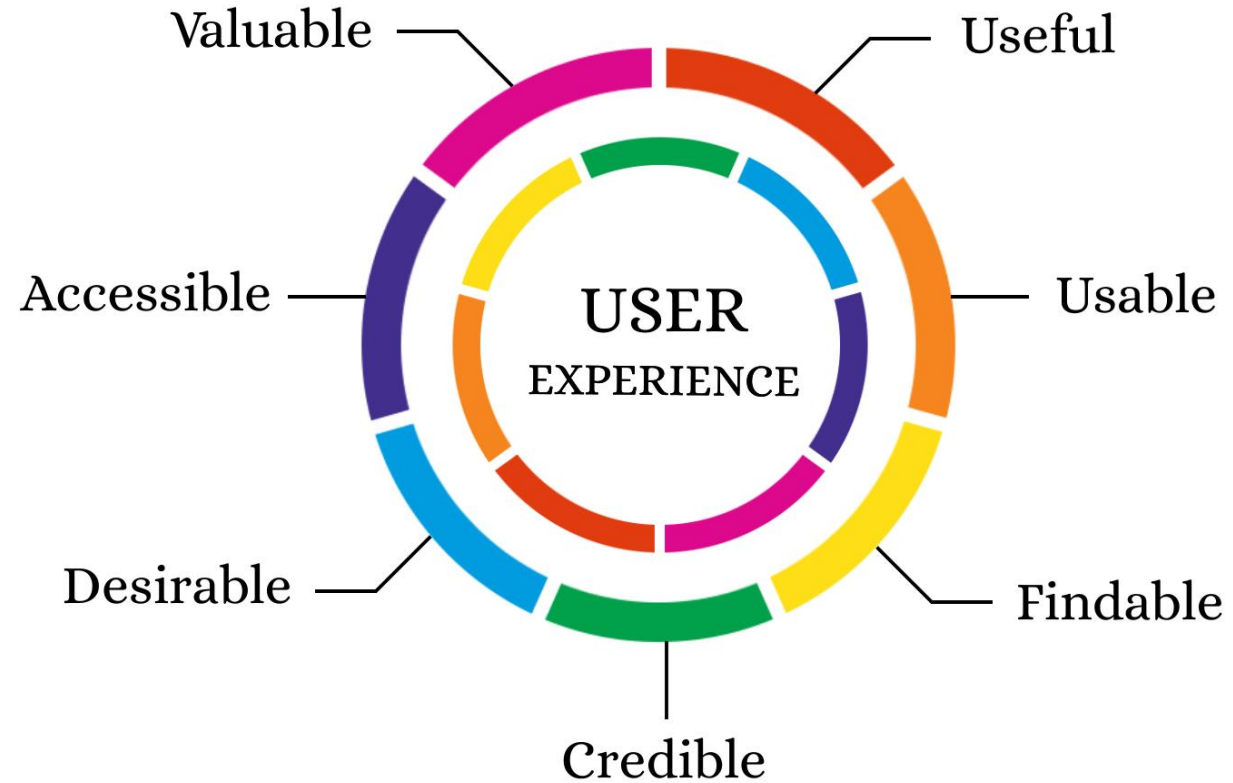 Valuable
Useful
Accessible
USER
EXPERIENCE
Usable
Desirable
Findable
Credible